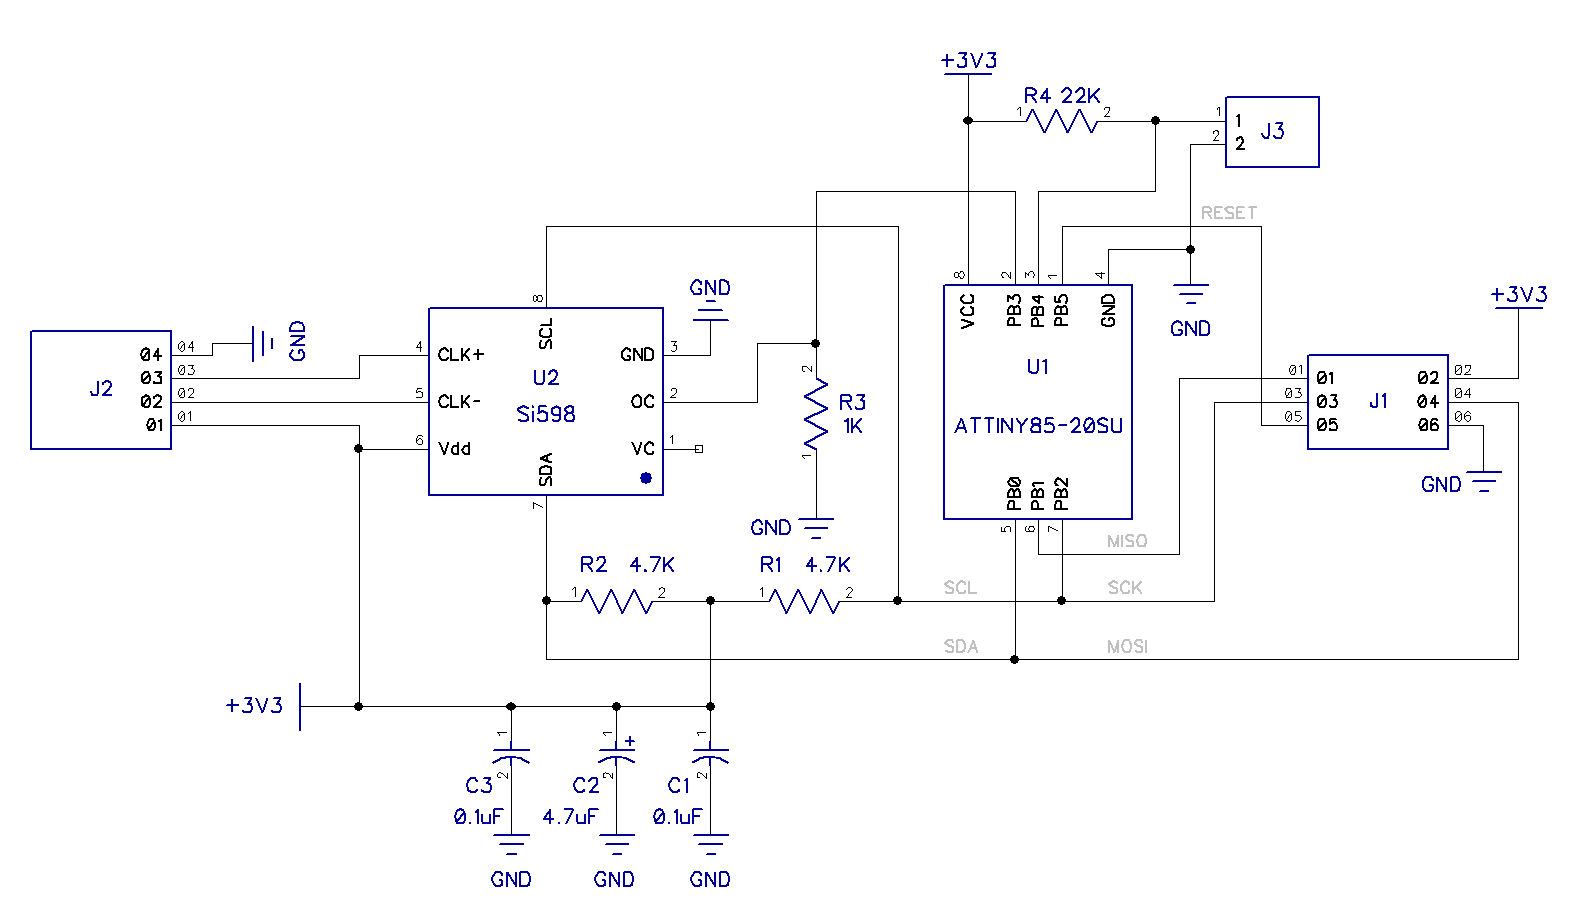 +3V3
R4 22K
1
2
1
1
J3
2
2
RESET
8
2
3
1
4
GND
+3V3
GND
VCC
PB3
PB4
PB5
GND
GND
U1
ATTINY85-20SU
PB0
PB1
PB2
5
6
7
8
SCL
U2
Si598
4
CLK+
5
CLK-
6
Vdd
GND
3
OC
2
VC
1
SDA
7
J2
04
04
GND
03
03
02
02
01
01
2
R3
1K
1
GND
01
01
02
02
03
03
J1
04
04
05
05
06
06
GND
MISO
R2
4.7K
1
2
R1
4.7K
1
2
SCL
SCK
SDA
MOSI
+3V3
1
1
+
1
2
2
2
C3
C2
C1
0.1uF
4.7uF
0.1uF
GND
GND
GND